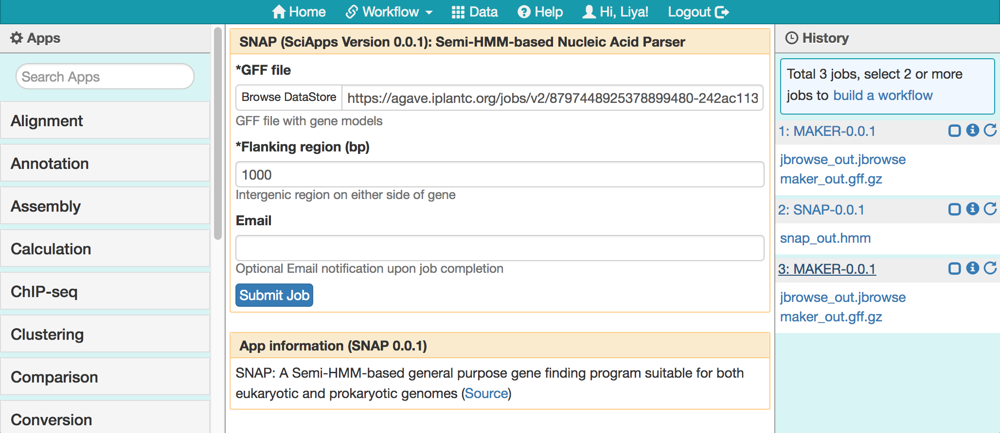 Home Workflow Data Help Hi, Liya! Logout
Apps
Search Apps
Alignment
Annotation
Assembly
Calculation
ChIP-seq
Clustering
Comparison
Conversion
SNAP (SciApps Version 0.0.1): Semi-HMM-based Nucleic Acid Parser
*GFF file
Browse DataStore https://agave.iplantc.org/jobs/v2/8797448925378899480-242ac113
GFF file with gene models
*Flanking region (bp)
1000
Intergenic region on either side of gene
Email
Optional Email notification upon job completion
Submit Job
App information (SNAP 0.0.1)
SNAP: A Semi-HMM-based general purpose gene finding program suitable for both
eukaryotic and prokaryotic genomes (Source)
History
Total 3 jobs, select 2 or more
jobs to build a workflow
1: MAKER-0.0.1
jbrowse_out.jbrowse
maker_out.gff.gz
2: SNAP-0.0.1
snap_out.hmm
3: MAKER-0.0.1
jbrowse_out.jbrowse
maker_out.gff.gz